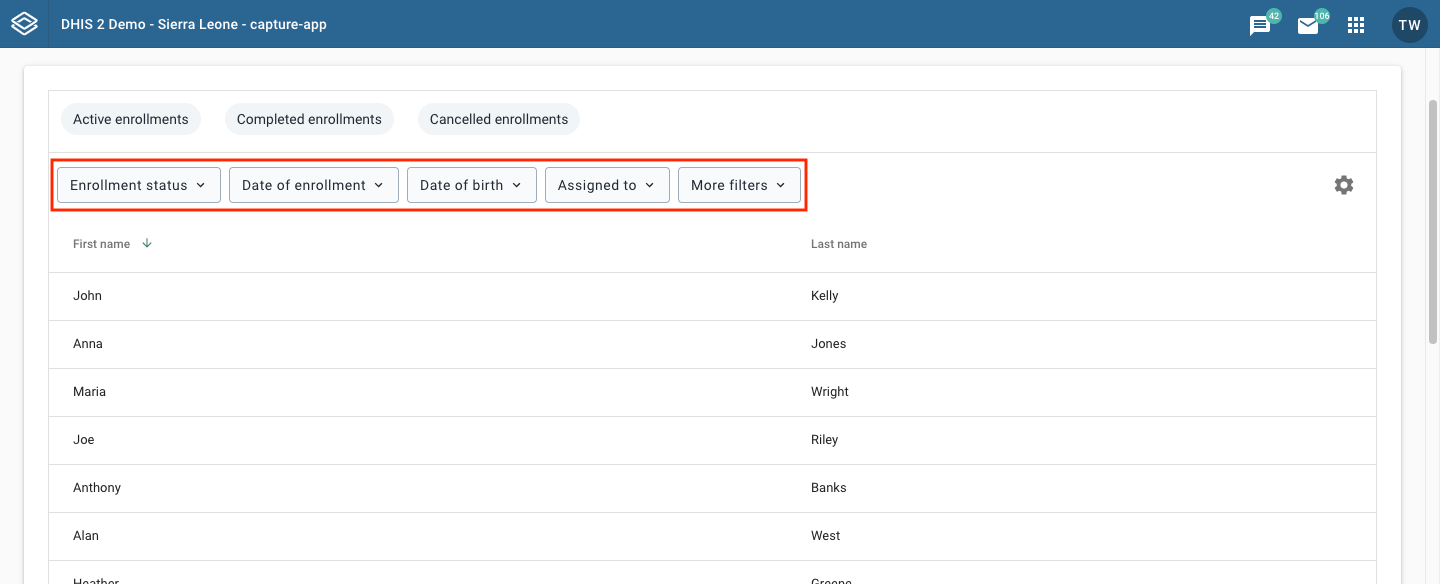 DHIS 2 Demo - Sierra Leone - capture-app
42
106
TW
Active enrollments Completed enrollments Cancelled enrollments
Enrollment status Date of enrollment Date of birth Assigned to More filters
First name Last name
John Kelly
Anna Jones
Maria Wright
Joe Riley
Anthony Banks
Alan West
Heather Greene